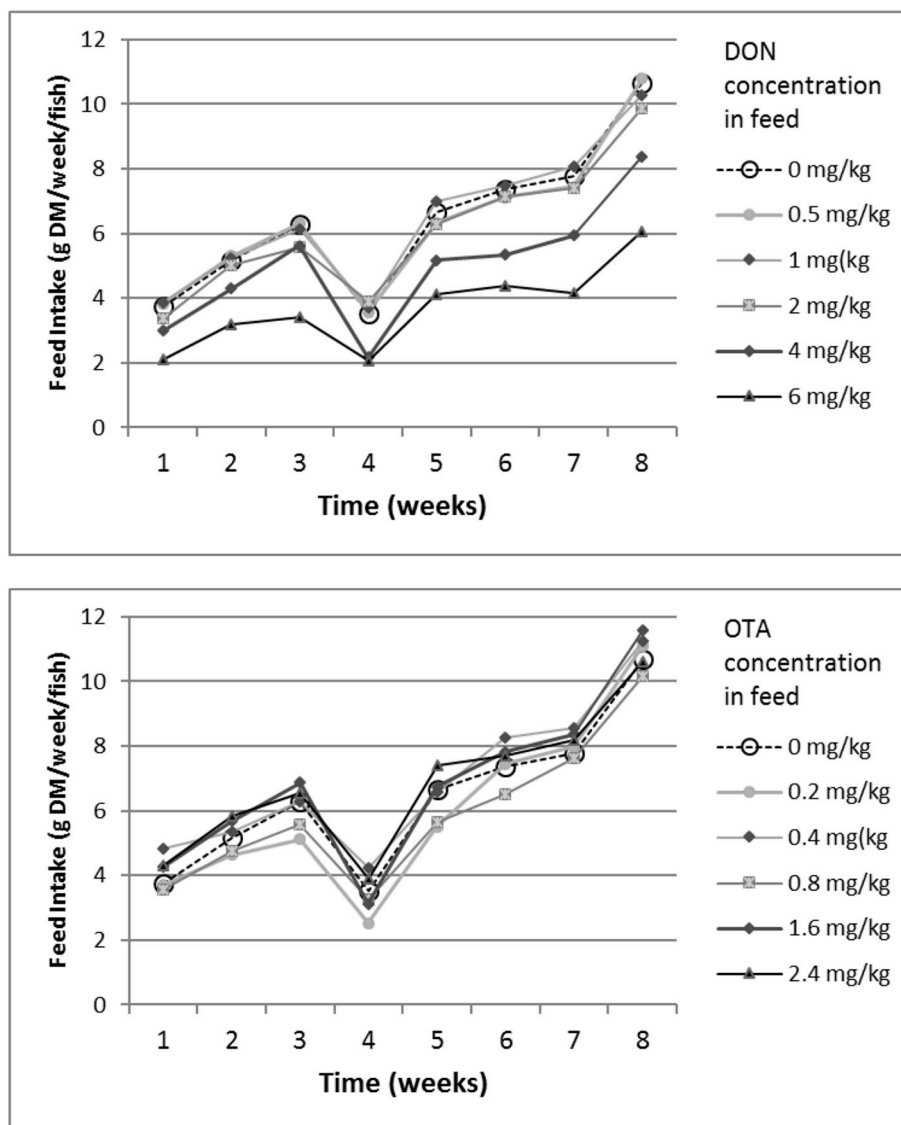 12
10
8
6
4
2
0
Feed Intake (g DM/week/fish)
1 2 3 4 5 6 7 8
Time (weeks)
DON
concentration
in feed
0 mg/kg
0.5 mg/kg
1 mg(kg
2 mg/kg
4 mg/kg
6 mg/kg
12
10
8
6
4
2
0
Feed Intake (g DM/week/fish)
1 2 3 4 5 6 7 8
Time (weeks)
OTA
concentration
in feed
0 mg/kg
0.2 mg/kg
0.4 mg(kg
0.8 mg/kg
1.6 mg/kg
2.4 mg/kg